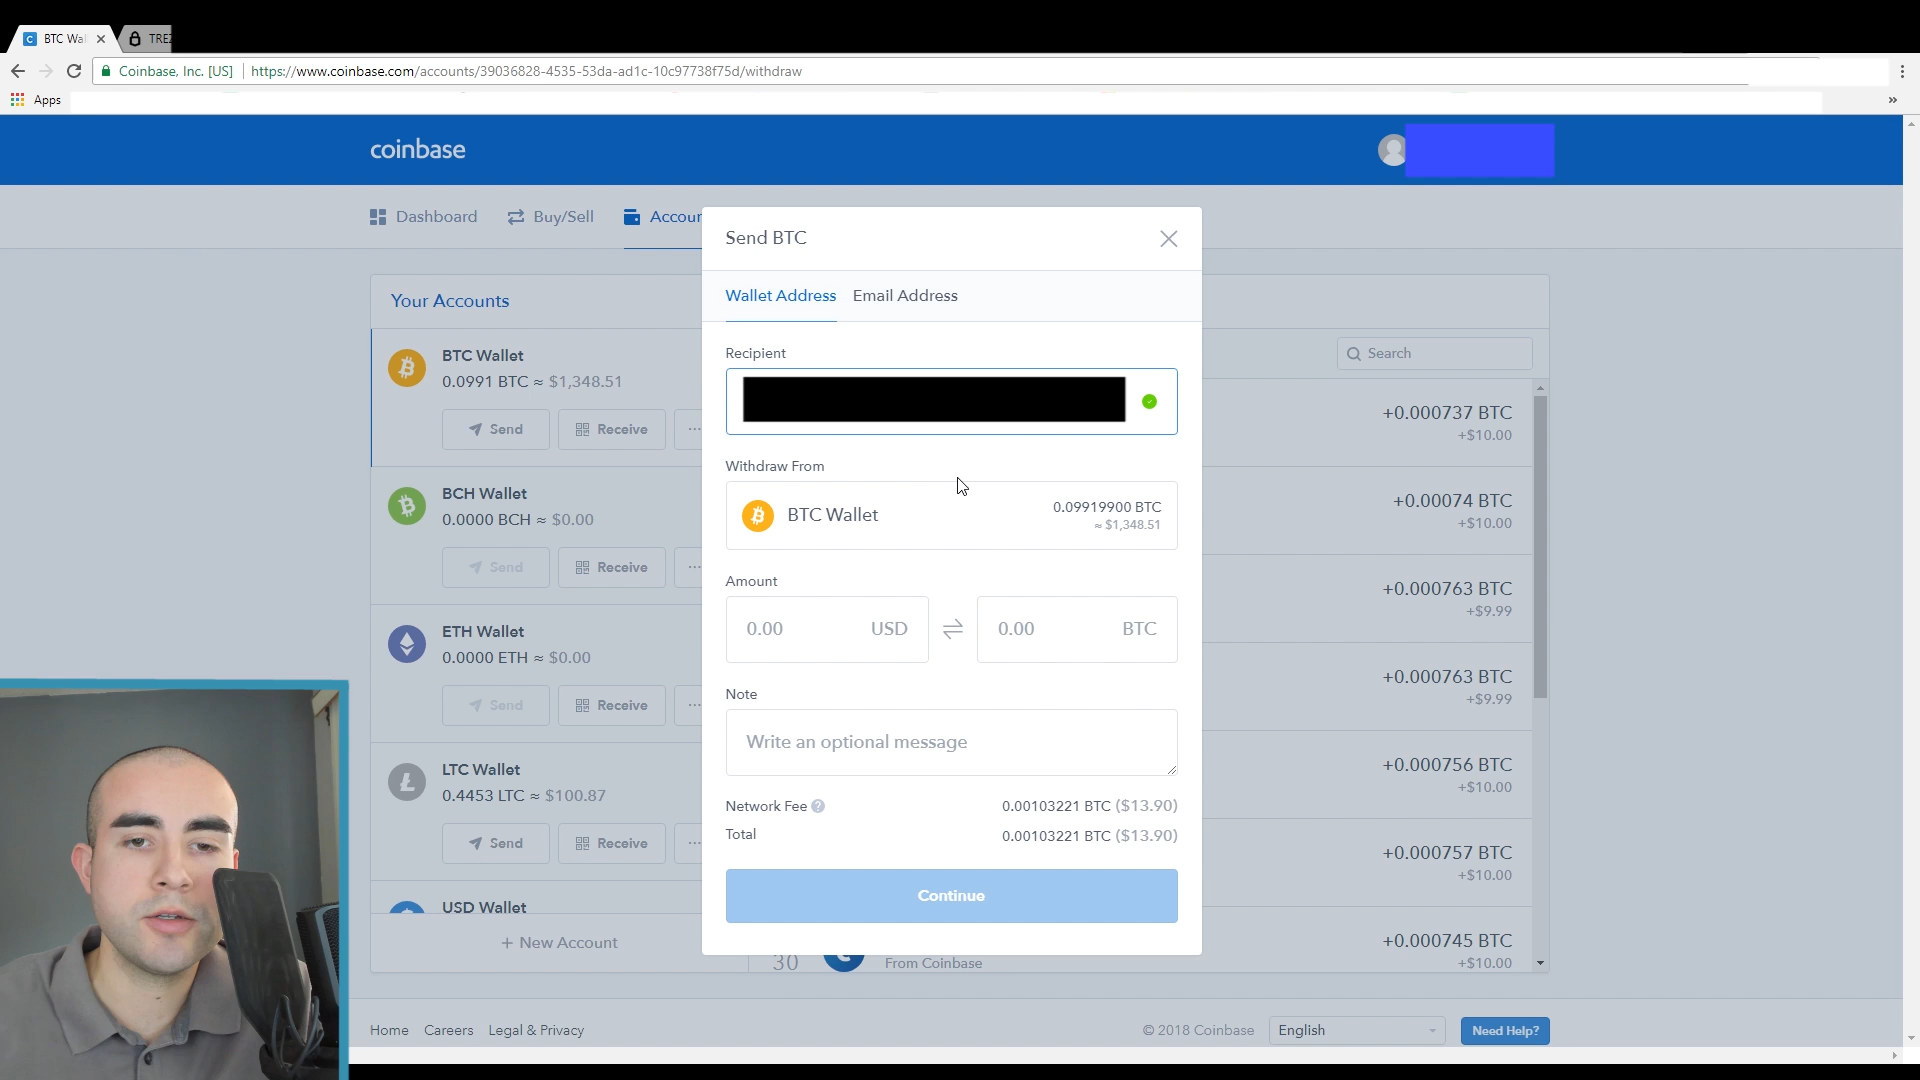 BTC Wa
TRE
Coinbase, Inc. [US]
https://www.coinbase.com/accounts/39036828-4535-53da-ad1c-10c97738f75d/withdraw
Apps
»
coinbase
Dashboard
Buy/Sell
Accoun
Your Accounts
BTC Wallet
0.0991 BTC ≈ $1,348.51
Send
Receive
...
BCH Wallet
0.0000 BCH ≈ $0.00
Send
Receive
...
ETH Wallet
0.0000 ETH ≈ $0.00
Send
Receive
...
LTC Wallet
0.4453 LTC ≈ $100.87
Send
Receive
...
USD Wallet
+ New Account
Send BTC
Wallet Address
Email Address
Recipient
Withdraw From
BTC Wallet
0.09919900 BTC
≈ $1,348.51
Amount
0.00 USD
0.00 BTC
Note
Write an optional message
Network Fee ?
0.00103221 BTC ($13.90)
Total
0.00103221 BTC ($13.90)
Continue
Search
+0.000737 BTC
+$10.00
+0.00074 BTC
+$10.00
+0.000763 BTC
+$9.99
+0.000763 BTC
+$9.99
+0.000756 BTC
+$10.00
+0.000757 BTC
+$10.00
+0.000745 BTC
+$10.00
30
From Coinbase
Home
Careers
Legal & Privacy
© 2018 Coinbase
English
Need Help?